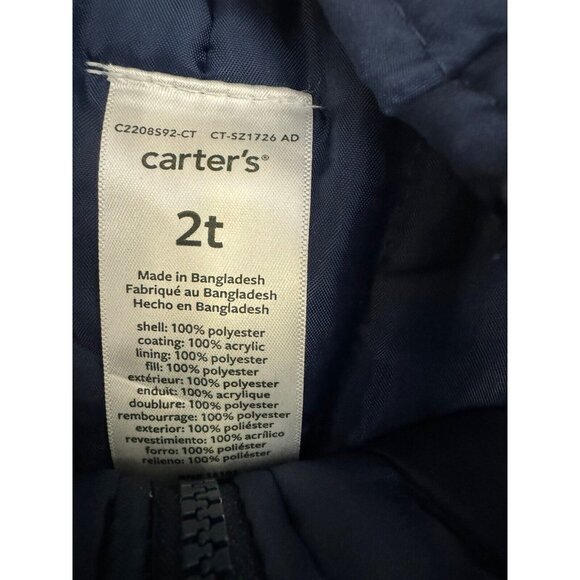 C2208S92-CT CT-SZ1726 AD
carter's®
2t
Made in Bangladesh
Fabriqué au Bangladesh
Hecho en Bangladesh
shell: 100% polyester
coating: 100% acrylic
lining: 100% polyester
fill: 100% polyester
extérieur: 100% polyester
enduit: 100% acrylique
doublure: 100% polyester
rembourrage: 100% polyester
exterior: 100% poliéster
revestimiento: 100% acrílico
forro: 100% poliéster
relleno: 100% poliéster